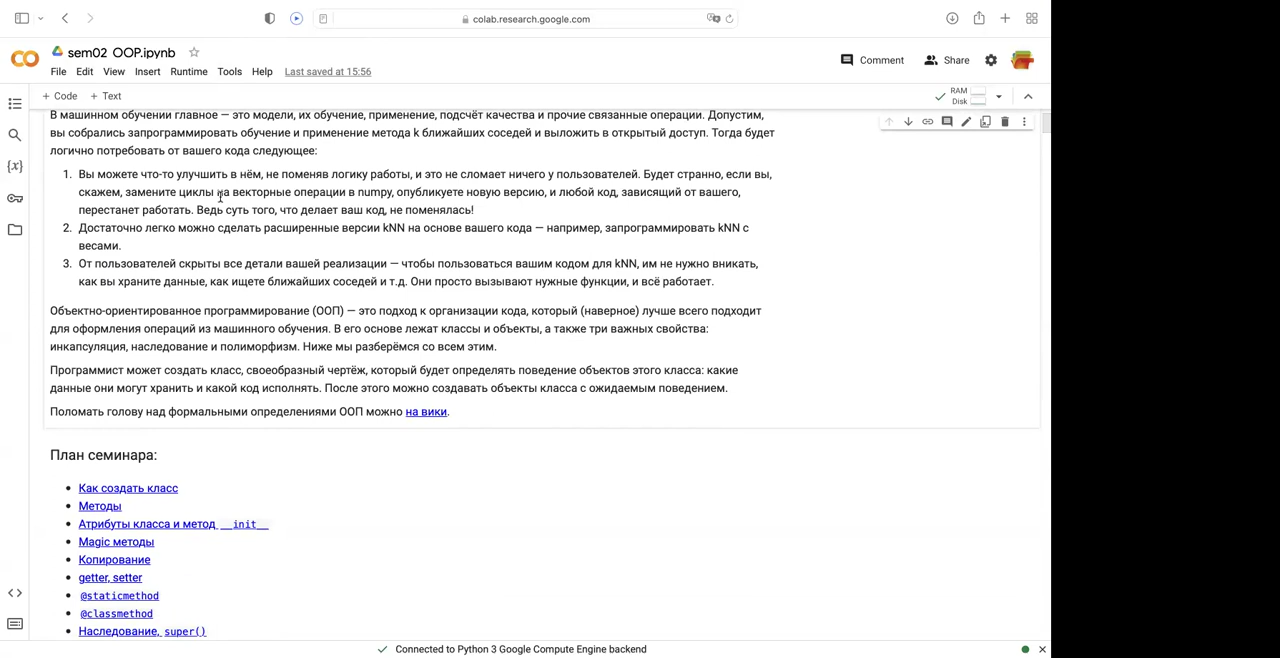 colab.research.google.com
sem02 OOP.ipynb
File Edit View Insert Runtime Tools Help Last saved at 15:56
Comment Share
+ Code + Text
RAM
Disk
В машинном обучении главное — это модели, их обучение, применение, подсчёт качества и прочие связанные операции. Допустим,
вы собрались запрограммировать обучение и применение метода k ближайших соседей и выложить в открытый доступ. Тогда будет
логично потребовать от вашего кода следующее:
1. Вы можете что-то улучшить в нём, не поменяв логику работы, и это не сломает ничего у пользователей. Будет странно, если вы,
скажем, замените циклы на векторные операции в numpy, опубликуете новую версию, и любой код, зависящий от вашего,
перестанет работать. Ведь суть того, что делает ваш код, не поменялась!
2. Достаточно легко можно сделать расширенные версии kNN на основе вашего кода — например, запрограммировать kNN с
весами.
3. От пользователей скрыты все детали вашей реализации — чтобы пользоваться вашим кодом для kNN, им не нужно вникать,
как вы храните данные, как ищете ближайших соседей и т.д. Они просто вызывают нужные функции, и всё работает.
Объектно-ориентированное программирование (ООП) — это подход к организации кода, который (наверное) лучше всего подходит
для оформления операций из машинного обучения. В его основе лежат классы и объекты, а также три важных свойства:
инкапсуляция, наследование и полиморфизм. Ниже мы разберёмся со всем этим.
Программист может создать класс, своеобразный чертёж, который будет определять поведение объектов этого класса: какие
данные они могут хранить и какой код исполнять. После этого можно создавать объекты класса с ожидаемым поведением.
Поломать голову над формальными определениями ООП можно на вики.
План семинара:
• Как создать класс
• Методы
• Атрибуты класса и метод __init__
• Magic методы
• Копирование
• getter, setter
• @staticmethod
• @classmethod
• Наследование, super()
Connected to Python 3 Google Compute Engine backend